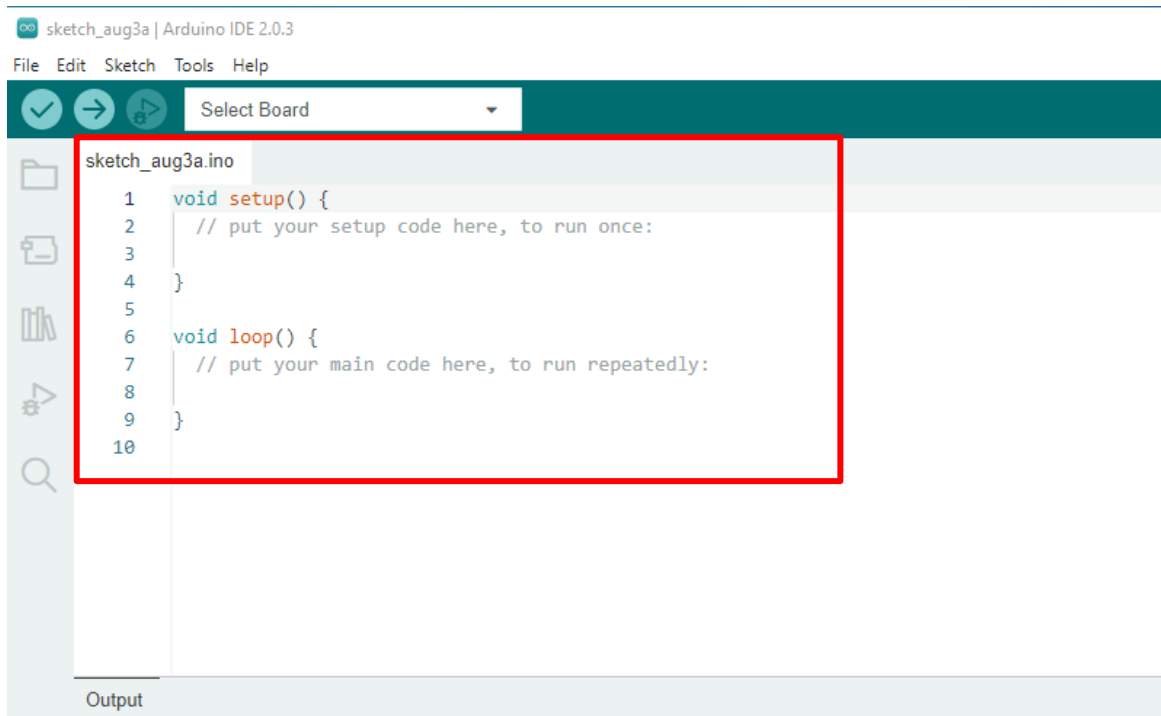 sketch_aug3a | Arduino IDE 2.0.3
File Edit Sketch Tools Help
Select Board
sketch_aug3a.ino
1 void setup() {
2 // put your setup code here, to run once:
3
4 }
5
6 void loop() {
7 // put your main code here, to run repeatedly:
8
9 }
10
Output